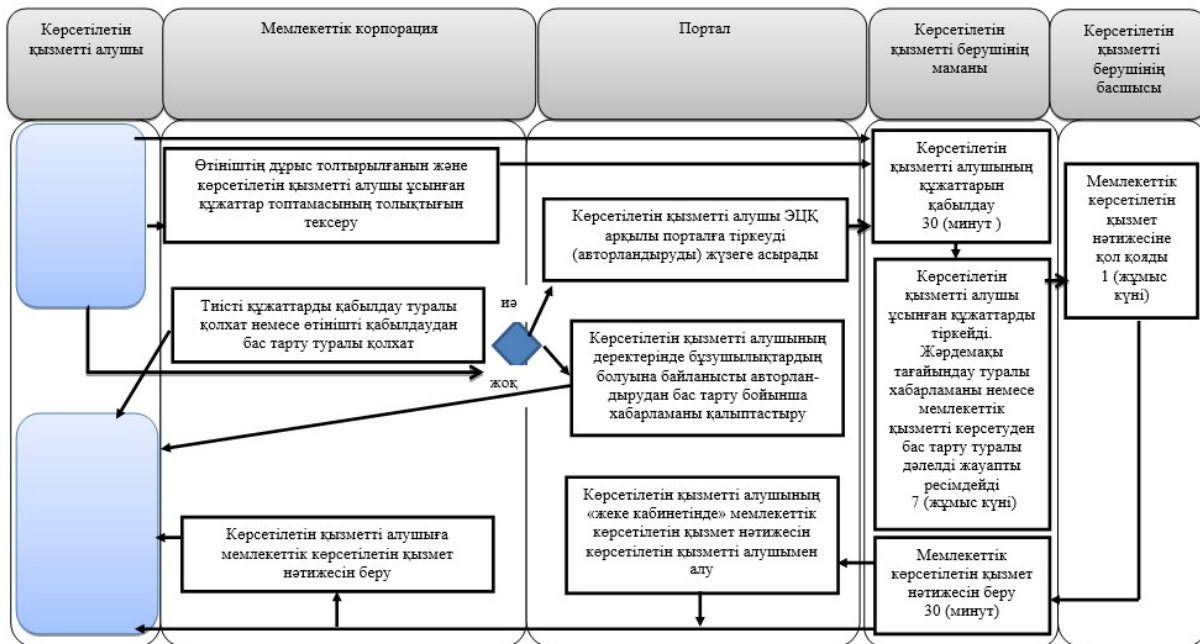 Көрсетілетін
қызметті алушы
Мемлекеттік корпорация
Портал
Көрсетілетін
қызметті берушінің
маманы
Көрсетілетін
қызметті
берушінің
басшысы
Өтініштің дұрыс толтырылғанын және
көрсетілетін қызметті алушы ұсынған
құжаттар топтамасының толықтығын
тексеру
Көрсетілетін қызметті алушы ЭЦҚ
арқылы порталға тіркеуді
(авторландыруды) жүзеге асырады
Көрсетілетін
қызметті алушының
құжаттарын
қабылдау
30 (минут )
Мемлекеттік
көрсетілетін
қызмет
нәтижесіне
қол қояды
1 (жұмыс
күні)
Тиісті құжаттарды қабылдау туралы
қолхат немесе өтінішті қабылдаудан
бас тарту туралы қолхат
иә
жоқ
Көрсетілетін қызметті алушының
деректерінде бұзушылықтардың
болуына байланысты авторлан-
дырудан бас тарту бойынша
хабарламаны қалыптастыру
Көрсетілетін
қызметті алушы
ұсынған құжаттарды
тіркейді.
Жәрдемақы
тағайындау туралы
хабарламаны немесе
мемлекеттік
қызметті көрсетуден
бас тарту туралы
дәлелді жауапты
ресімдейді
7 (жұмыс күні)
Көрсетілетін қызметті алушыға
мемлекеттік көрсетілетін қызмет
нәтижесін беру
Көрсетілетін қызметті алушының
«жеке кабинетінде» мемлекеттік
көрсетілетін қызмет нәтижесін
көрсетілетін қызметті алушымен
алу
Мемлекеттік
көрсетілетін қызмет
нәтижесін беру
30 (минут)